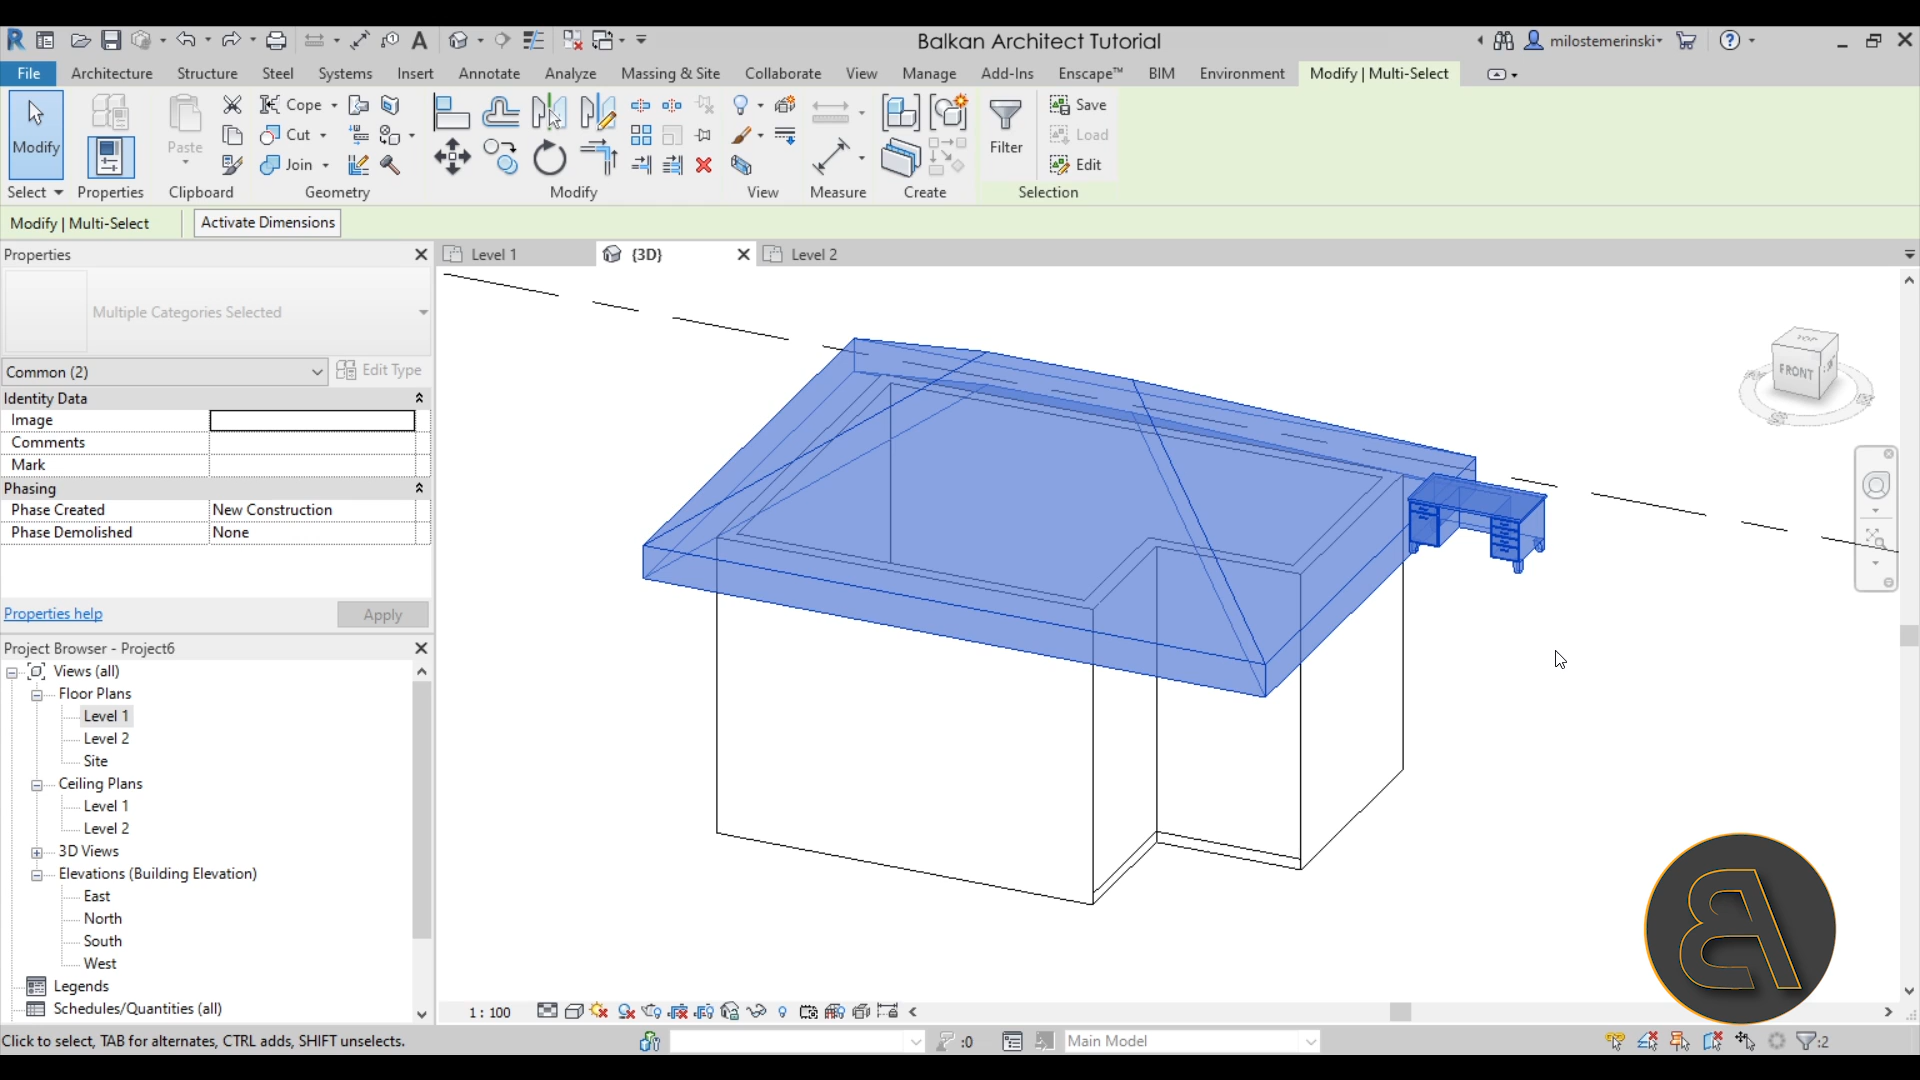 Balkan Architect Tutorial
milostemerinski
File Architecture Structure Steel Systems Insert Annotate Analyze Massing & Site Collaborate View Manage Add-Ins Enscape™ BIM Environment Modify | Multi-Select
Modify
Paste
Cope
Cut
Join
Filter
Save
Load
Edit
Select Properties Clipboard Geometry Modify View Measure Create Selection
Modify | Multi-Select Activate Dimensions
Properties
Level 1 {3D} Level 2
Multiple Categories Selected
Common (2) Edit Type
Identity Data
Image
Comments
Mark
Phasing
Phase Created New Construction
Phase Demolished None
Properties help Apply
TOP
FRONT
Project Browser - Project6
Views (all)
Floor Plans
Level 1
Level 2
Site
Ceiling Plans
Level 1
Level 2
3D Views
Elevations (Building Elevation)
East
North
South
West
Legends
Schedules/Quantities (all)
1 : 100
Click to select, TAB for alternates, CTRL adds, SHIFT unselects. :0 Main Model :2